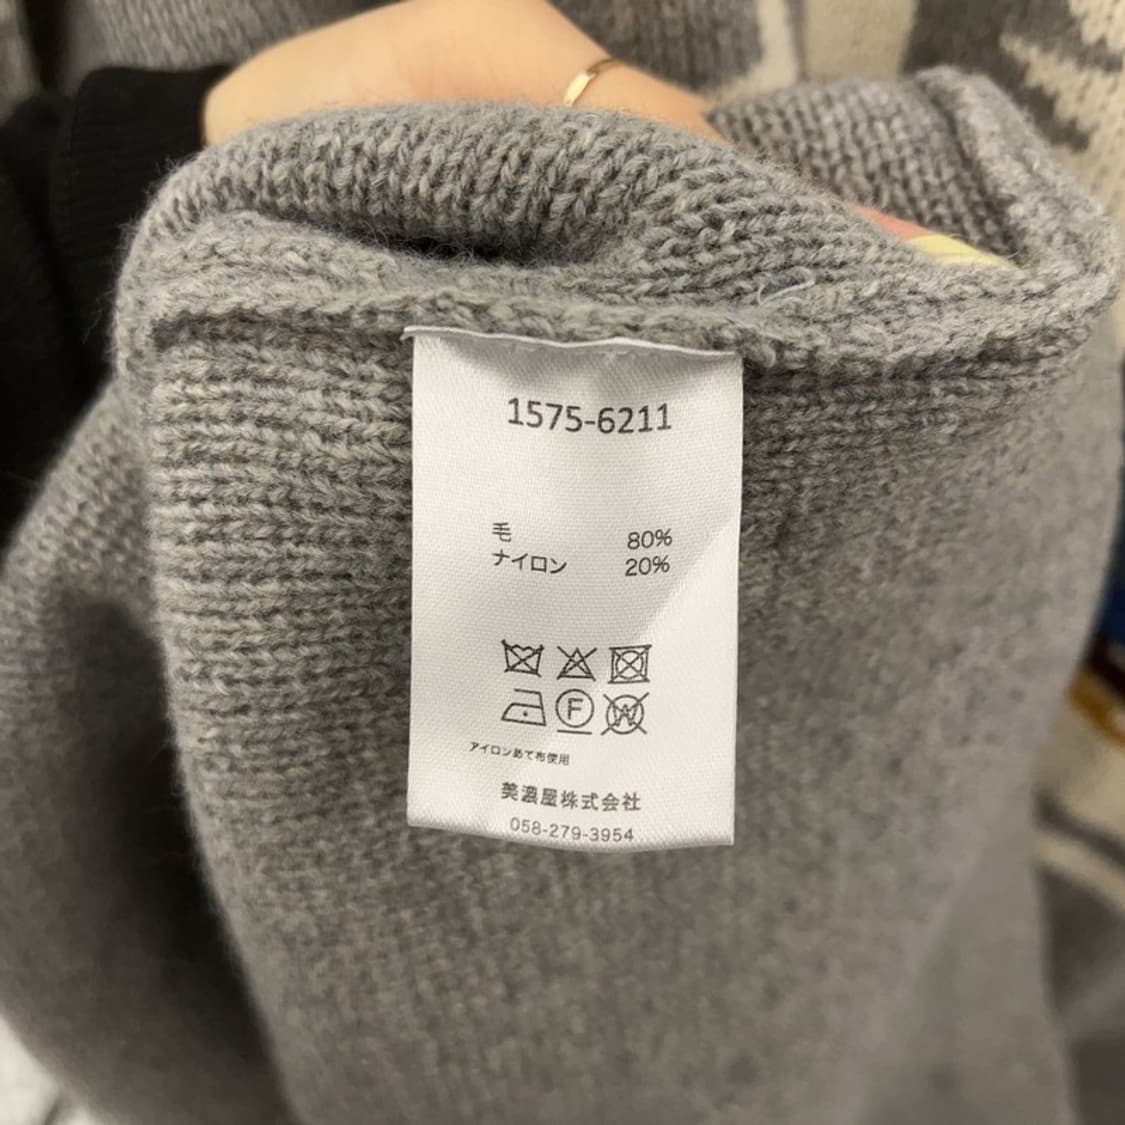 1575-6211
毛 80%
ナイロン 20%
F
W
アイロンあて布使用
美濃屋株式会社
058-279-3954